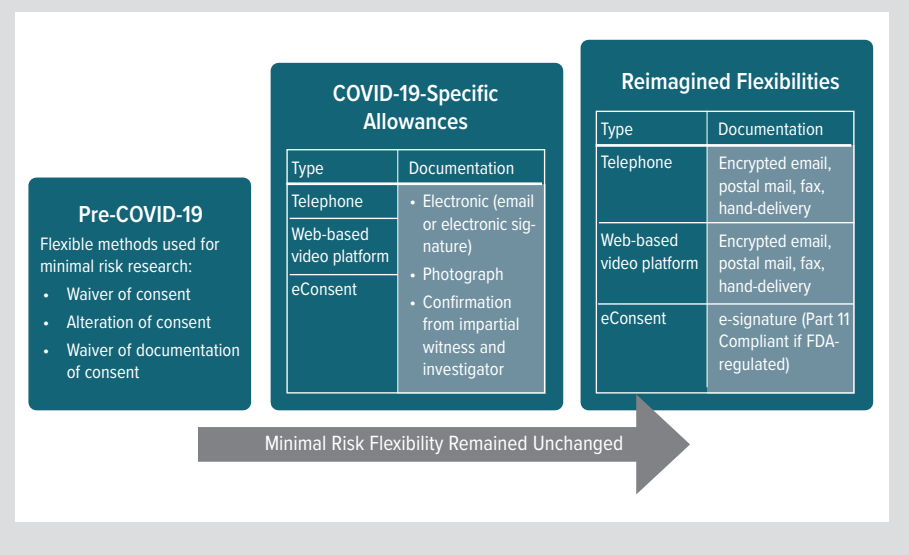 Pre-COVID-19
Flexible methods used for
minimal risk research:
• Waiver of consent
• Alteration of consent
• Waiver of documentation
of consent
COVID-19-Specific
Allowances
Type
Documentation
Telephone
Web-based
video platform
eConsent
• Electronic (email
or electronic sig-
nature)
• Photograph
• Confirmation
from impartial
witness and
investigator
Reimagined Flexibilities
Type
Documentation
Telephone
Encrypted email,
postal mail, fax,
hand-delivery
Web-based
video platform
Encrypted email,
postal mail, fax,
hand-delivery
eConsent
e-signature (Part 11
Compliant if FDA-
regulated)
Minimal Risk Flexibility Remained Unchanged